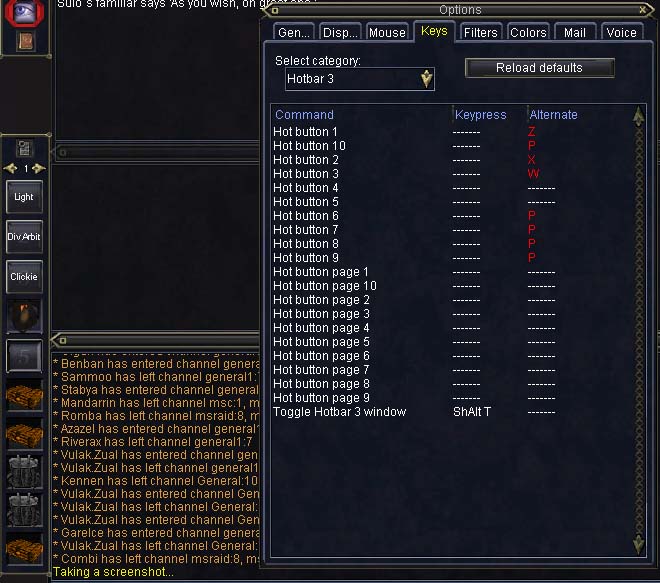 Sulo`s familiar says 'As you wish, oh great one.'
Options
Gen... Disp... Mouse Keys Filters Colors Mail Voice
Select category:
Hotbar 3
Reload defaults
Command Keypress Alternate
Hot button 1 ------- Z
Hot button 10 ------- P
Hot button 2 ------- X
Hot button 3 ------- W
Hot button 4 ------- -------
Hot button 5 ------- -------
Hot button 6 ------- P
Hot button 7 ------- P
Hot button 8 ------- P
Hot button 9 ------- P
Hot button page 1 ------- -------
Hot button page 10 ------- -------
Hot button page 2 ------- -------
Hot button page 3 ------- -------
Hot button page 4 ------- -------
Hot button page 5 ------- -------
Hot button page 6 ------- -------
Hot button page 7 ------- -------
Hot button page 8 ------- -------
Hot button page 9 ------- -------
Toggle Hotbar 3 window ShAlt T -------
1
Light
Div Arbit
Clickie
5
* Benban has entered channel general
* Sammoo has left channel general1:
* Stabya has entered channel general
* Mandarrin has left channel msc:1, m
* Romba has left channel msraid:8, m
* Azazel has entered channel general
* Riverax has left channel general1:7
* Vulak.Zual has entered channel gener
* Vulak.Zual has left channel general1
* Kennen has left channel General:10
* Vulak.Zual has entered channel Gen
* Vulak.Zual has left channel General:
* Vulak.Zual has entered channel Gen
* Garelce has entered channel genera
* Vulak.Zual has left channel General:
* Combi has left channel msraid:8, ms
Taking a screenshot...